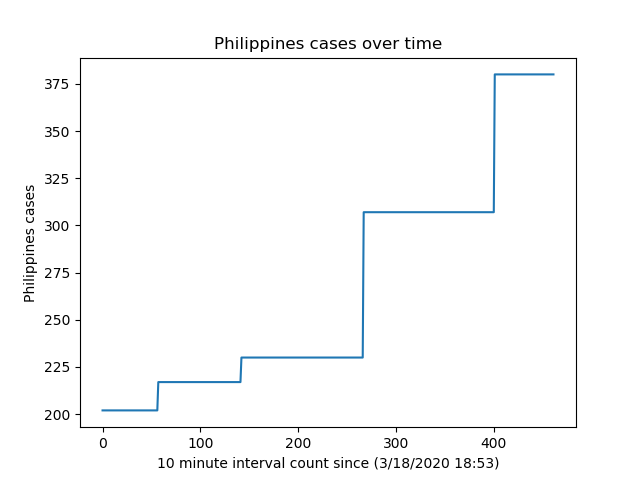 Philippines cases over time
Philippines cases
375
350
325
300
275
250
225
200
0 100 200 300 400
10 minute interval count since (3/18/2020 18:53)